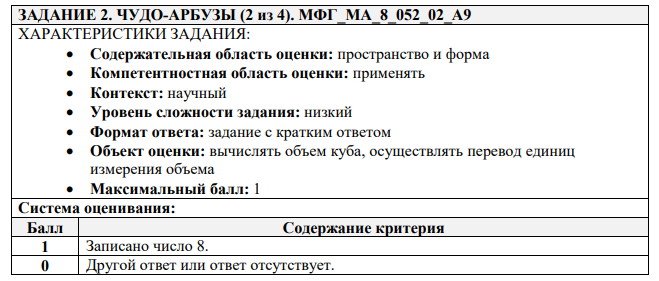 ЗАДАНИЕ 2. ЧУДО-АРБУЗЫ (2 из 4). МФГ_МА_8_052_02_А9
ХАРАКТЕРИСТИКИ ЗАДАНИЯ:
• Содержательная область оценки: пространство и форма
• Компетентностная область оценки: применять
• Контекст: научный
• Уровень сложности задания: низкий
• Формат ответа: задание с кратким ответом
• Объект оценки: вычислять объем куба, осуществлять перевод единиц
измерения объема
• Максимальный балл: 1
Система оценивания:
Балл Содержание критерия
1 Записано число 8.
0 Другой ответ или ответ отсутствует.